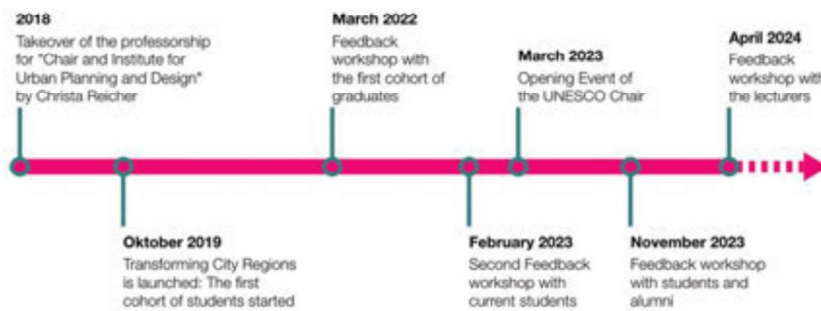 2018
Takeover of the professorship
for "Chair and Institute for
Urban Planning and Design"
by Christa Reicher
March 2022
Feedback
workshop with
the first cohort of
graduates
March 2023
Opening Event of
the UNESCO Chair
April 2024
Feedback
workshop with
the lecturers
Oktober 2019
Transforming City Regions
is launched: The first
cohort of students started
February 2023
Second Feedback
workshop with
current students
November 2023
Feedback workshop
with students and
alumni